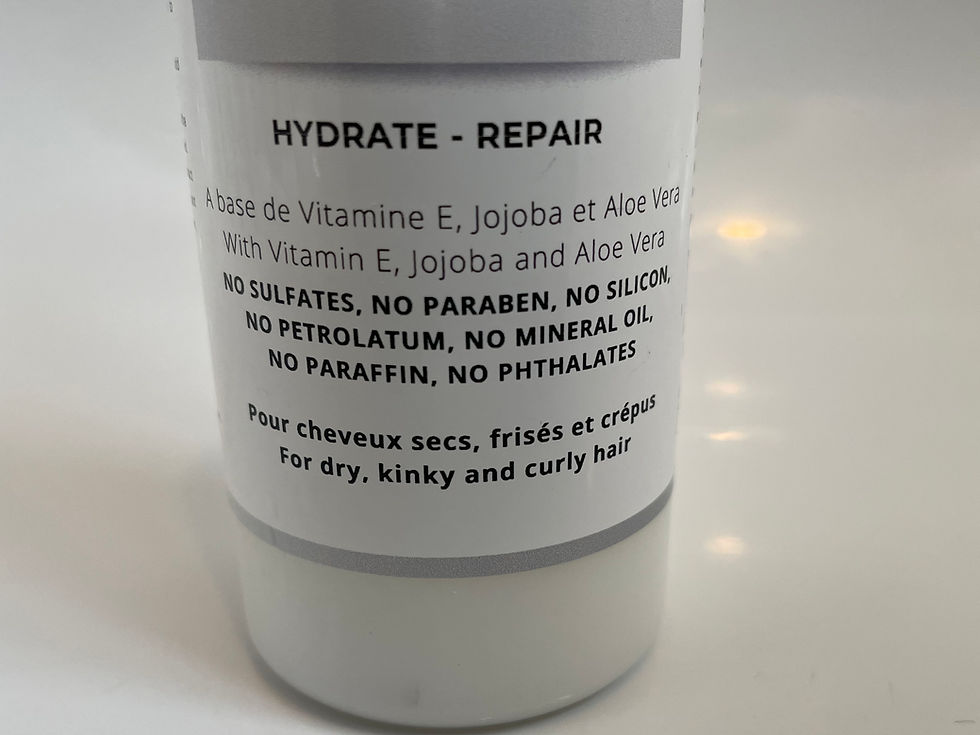 HYDRATE - REPAIR
A base de Vitamine E, Jojoba et Aloe Vera
With Vitamin E, Jojoba and Aloe Vera
NO SULFATES, NO PARABEN, NO SILICON,
NO PETROLATUM, NO MINERAL OIL,
NO PARAFFIN, NO PHTHALATES
Pour cheveux secs, frisés et crépus
For dry, kinky and curly hair